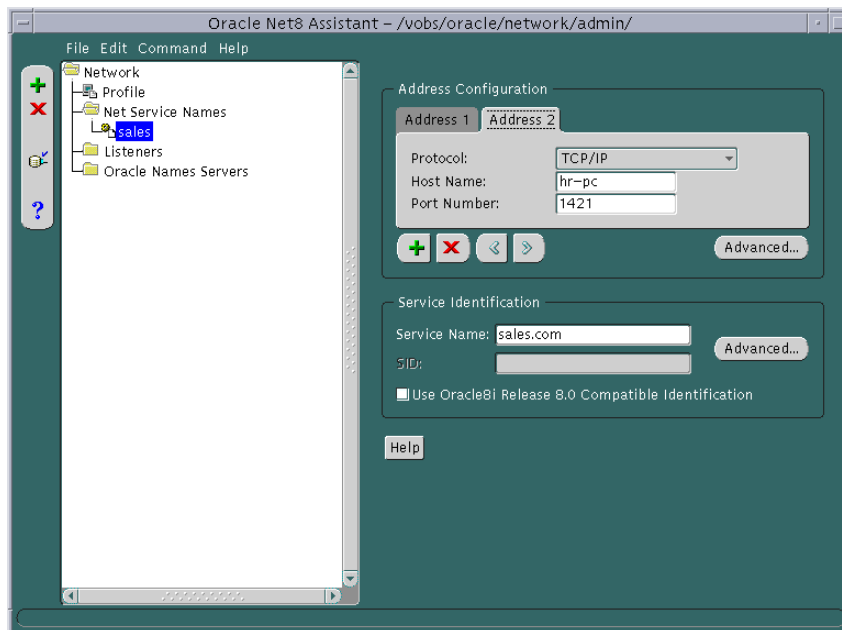 Oracle Net8 Assistant – /vobs/oracle/network/admin/
File Edit Command Help
Network
Profile
Net Service Names
sales
Listeners
Oracle Names Servers
?
Address Configuration
Address 1 Address 2
Protocol: TCP/IP
Host Name: hr-pc
Port Number: 1421
Advanced...
Service Identification
Service Name: sales.com
SID:
Advanced...
Use Oracle8i Release 8.0 Compatible Identification
Help